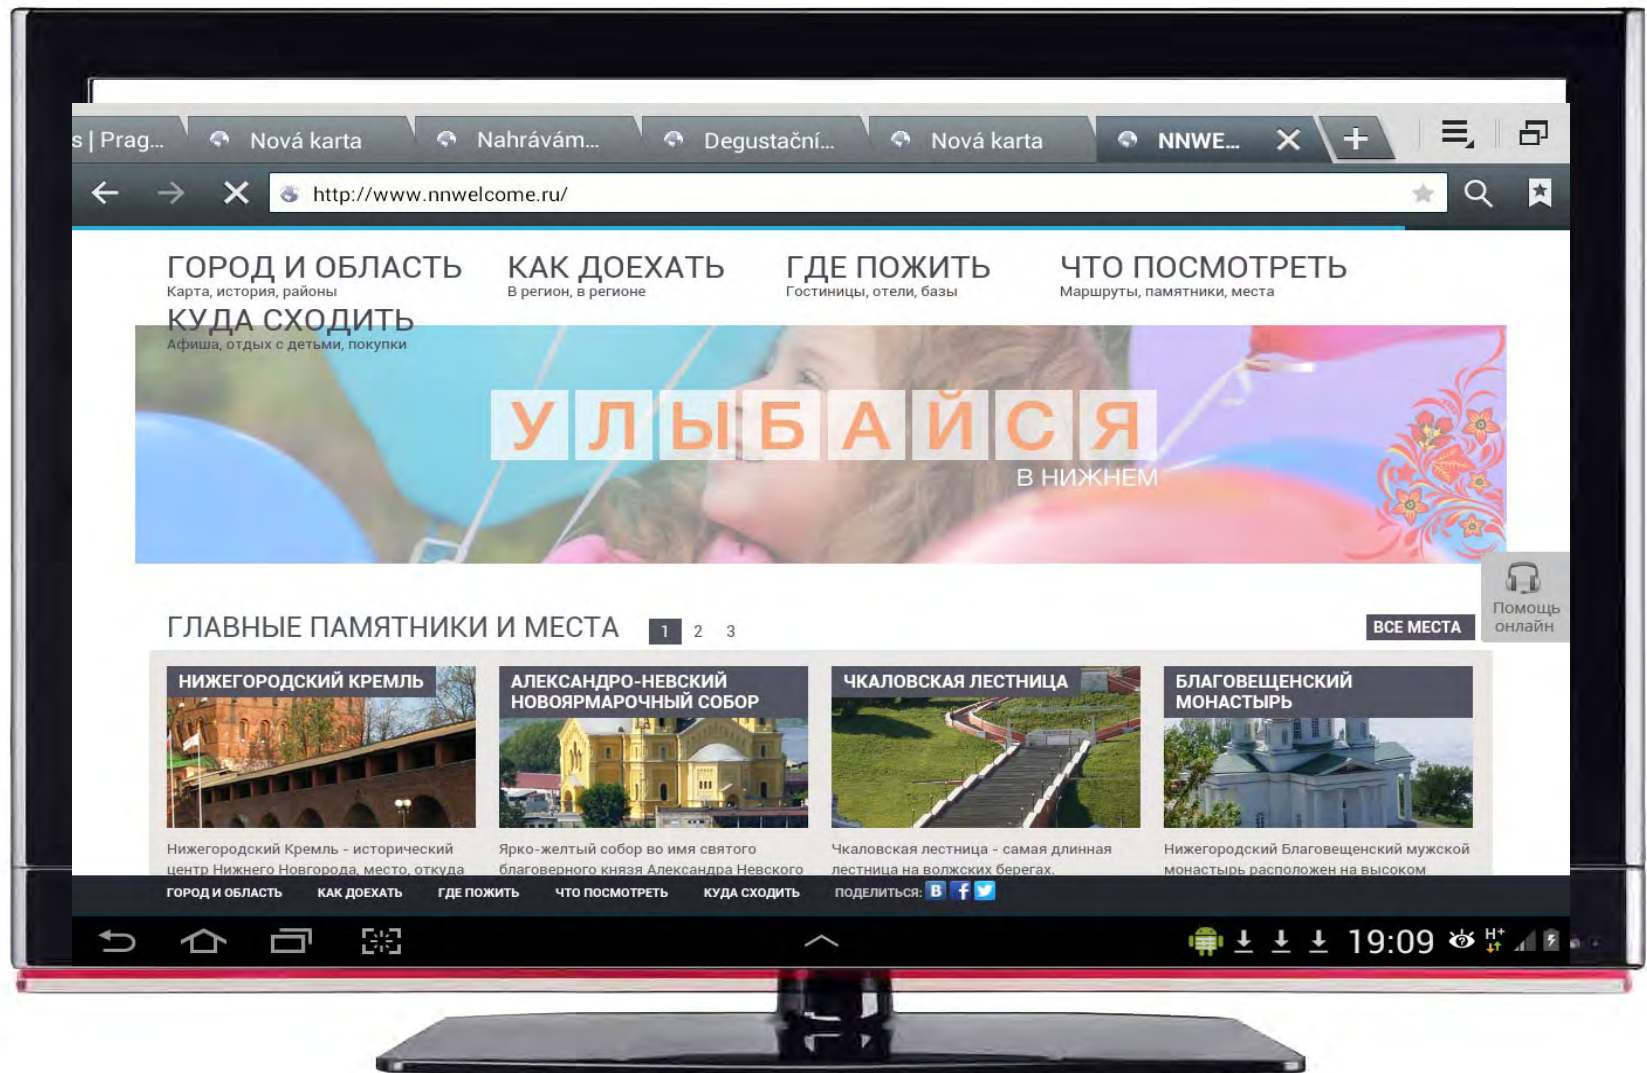 s | Prag...
Nová karta
Nahrávám...
Degustační...
Nová karta
NNWE...
http://www.nnwelcome.ru/
ГОРОД И ОБЛАСТЬ
Карта, история, районы
КАК ДОЕХАТЬ
В регион, в регионе
ГДЕ ПОЖИТЬ
Гостиницы, отели, базы
ЧТО ПОСМОТРЕТЬ
Маршруты, памятники, места
КУДА СХОДИТЬ
Афиша, отдых с детьми, покупки
УЛЫБАЙСЯ
В НИЖНЕМ
Помощь
онлайн
ГЛАВНЫЕ ПАМЯТНИКИ И МЕСТА 1 2 3
ВСЕ МЕСТА
НИЖЕГОРОДСКИЙ КРЕМЛЬ
Нижегородский Кремль - исторический
центр Нижнего Новгорода, место, откуда
АЛЕКСАНДРО-НЕВСКИЙ
НОВОЯРМАРОЧНЫЙ СОБОР
Ярко-желтый собор во имя святого
благоверного князя Александра Невского
ЧКАЛОВСКАЯ ЛЕСТНИЦА
Чкаловская лестница - самая длинная
лестница на волжских берегах.
БЛАГОВЕЩЕНСКИЙ
МОНАСТЫРЬ
Нижегородский Благовещенский мужской
монастырь расположен на высоком
ГОРОД И ОБЛАСТЬ КАК ДОЕХАТЬ ГДЕ ПОЖИТЬ ЧТО ПОСМОТРЕТЬ КУДА СХОДИТЬ ПОДЕЛИТЬСЯ: В f
19:09 H+